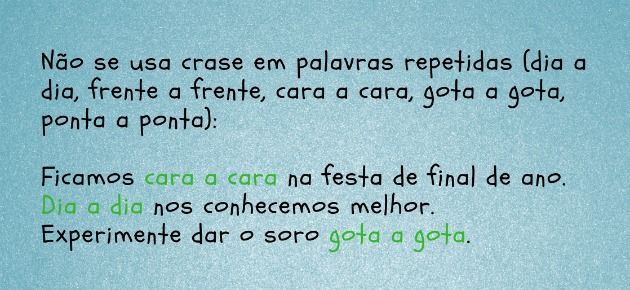 Não se usa crase em palavras repetidas (dia a
dia, frente a frente, cara a cara, gota a gota,
ponta a ponta):
Ficamos cara a cara na festa de final de ano.
Dia a dia nos conhecemos melhor.
Experimente dar o soro gota a gota.